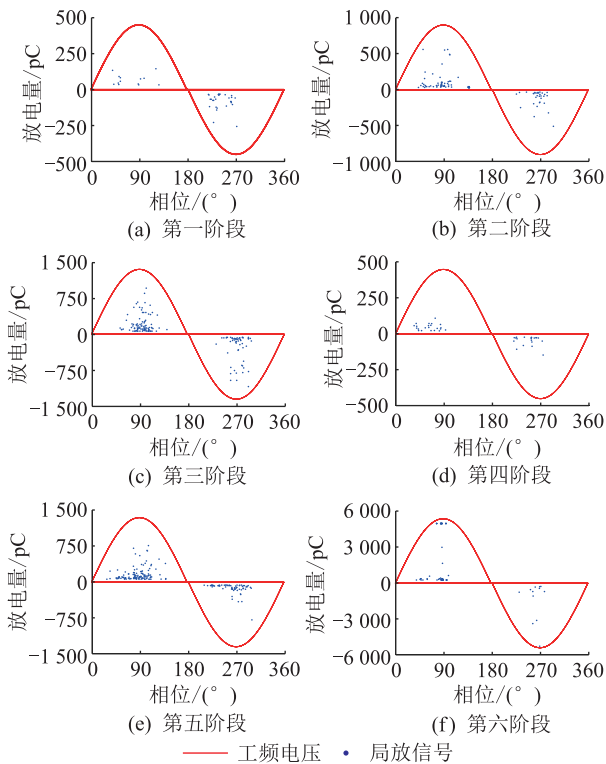 500
250
0
−250
−500
放电量/pC
0 90 180 270 360
相位/(°)
(a) 第一阶段
1 000
500
0
−500
−1 000
放电量/pC
0 90 180 270 360
相位/(°)
(b) 第二阶段
1 500
750
0
−750
−1 500
放电量/pC
0 90 180 270 360
相位/(°)
(c) 第三阶段
500
250
0
−250
−500
放电量/pC
0 90 180 270 360
相位/(°)
(d) 第四阶段
1 500
750
0
−750
−1 500
放电量/pC
0 90 180 270 360
相位/(°)
(e) 第五阶段
6 000
3 000
0
−3 000
−6 000
放电量/pC
0 90 180 270 360
相位/(°)
(f) 第六阶段
工频电压 局放信号